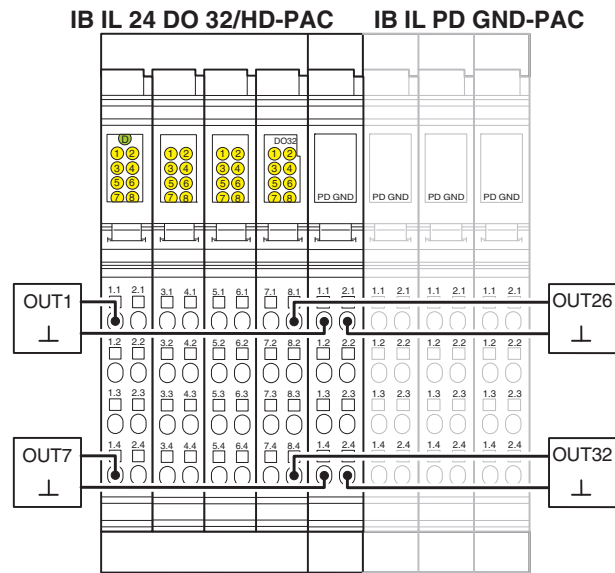 IB IL 24 DO 32/HD-PAC IB IL PD GND-PAC
D DO32
1 2 1 2 1 2 1 2
3 4 3 4 3 4 3 4
5 6 5 6 5 6 5 6
7 8 7 8 7 8 7 8
PD GND PD GND PD GND PD GND
1.1 2.1 3.1 4.1 5.1 6.1 7.1 8.1 1.1 2.1 1.1 2.1 1.1 2.1 1.1 2.1
OUT1 OUT26
⊥ ⊥
1.2 2.2 3.2 4.2 5.2 6.2 7.2 8.2 1.2 2.2 1.2 2.2 1.2 2.2 1.2 2.2
1.3 2.3 3.3 4.3 5.3 6.3 7.3 8.3 1.3 2.3 1.3 2.3 1.3 2.3 1.3 2.3
1.4 2.4 3.4 4.4 5.4 6.4 7.4 8.4 1.4 2.4 1.4 2.4 1.4 2.4 1.4 2.4
OUT7 OUT32
⊥ ⊥